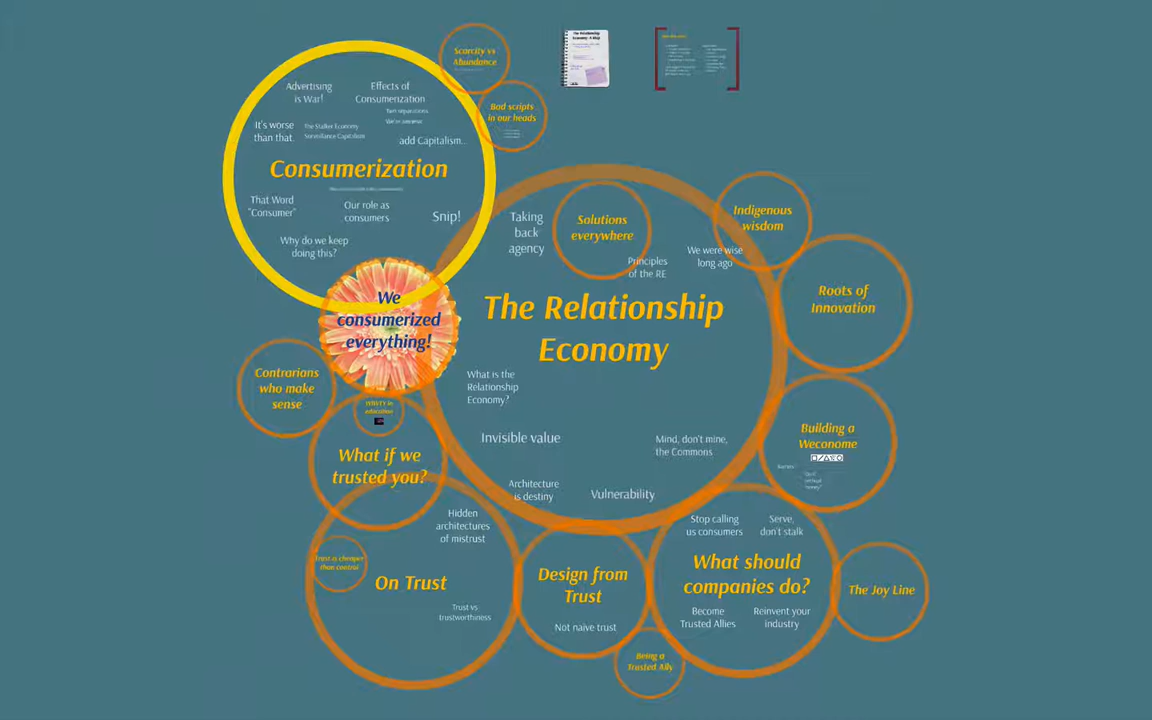 Scarcity vs
Abundance
Bad scripts
in our heads
The Relationship
Economy: A Map
Advertising
is War!
Effects of
Consumerization
We're
It's worse
than that.
The Stalker Economy
Surveillance Capitalism
add Capitalism...
Consumerization
That Word
"Consumer"
Our role as
consumers
Snip!
Why do we keep
doing this?
We
consumerized
everything!
Taking
back
agency
Solutions
everywhere
Principles
of the RE
We were wise
long ago
Indigenous
wisdom
Roots of
Innovation
The Relationship
Economy
What is the
Relationship
Economy?
Invisible value
Mind, don't mine,
the Commons
Architecture
is destiny
Vulnerability
Building a
Weconome
Contrarians
who make
sense
education
What if we
trusted you?
Hidden
architectures
of mistrust
Trust is cheaper
than control
On Trust
Trust vs
trustworthiness
Design from
Trust
Not naive trust
Being a
Trusted Ally
Stop calling
us consumers
Serve,
don't stalk
What should
companies do?
Become
Trusted Allies
Reinvent your
industry
The Joy Line